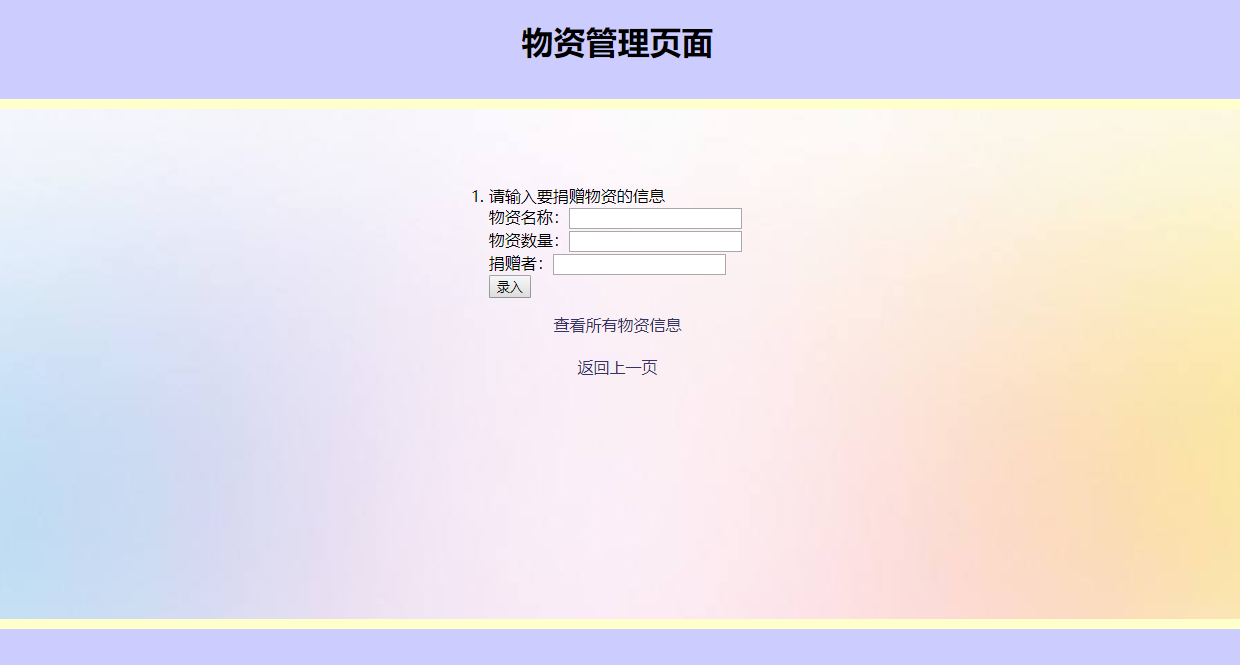 物资管理页面
1. 请输入要捐赠物资的信息
物资名称：
物资数量：
捐赠者：
录入
查看所有物资信息
返回上一页